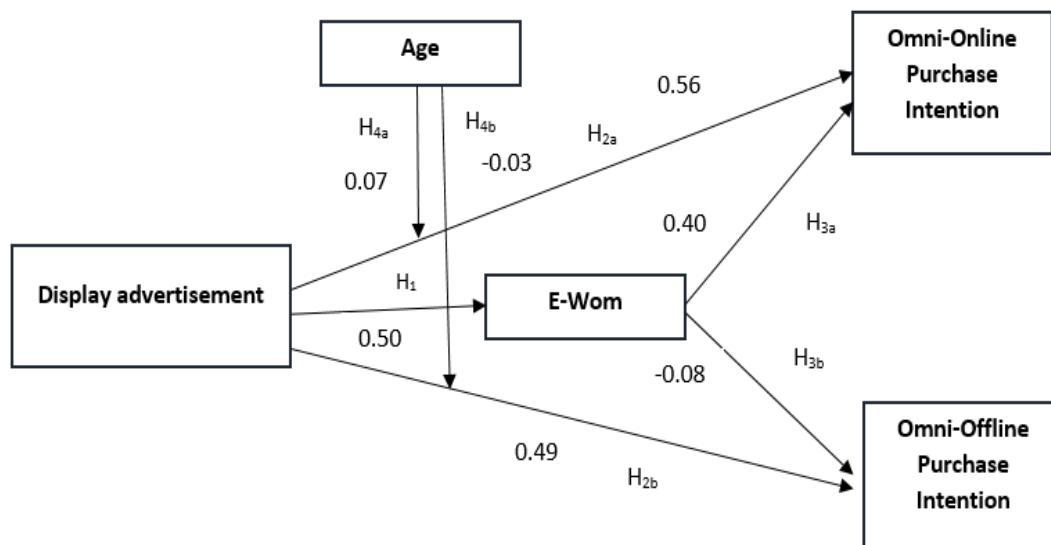 Age
Omni-Online
Purchase
Intention
0.56
H4a
H4b
H2a
-0.03
0.07
0.40
H3a
Display advertisement
H1
E-Wom
0.50
H3b
-0.08
Omni-Offline
Purchase
Intention
0.49
H2b